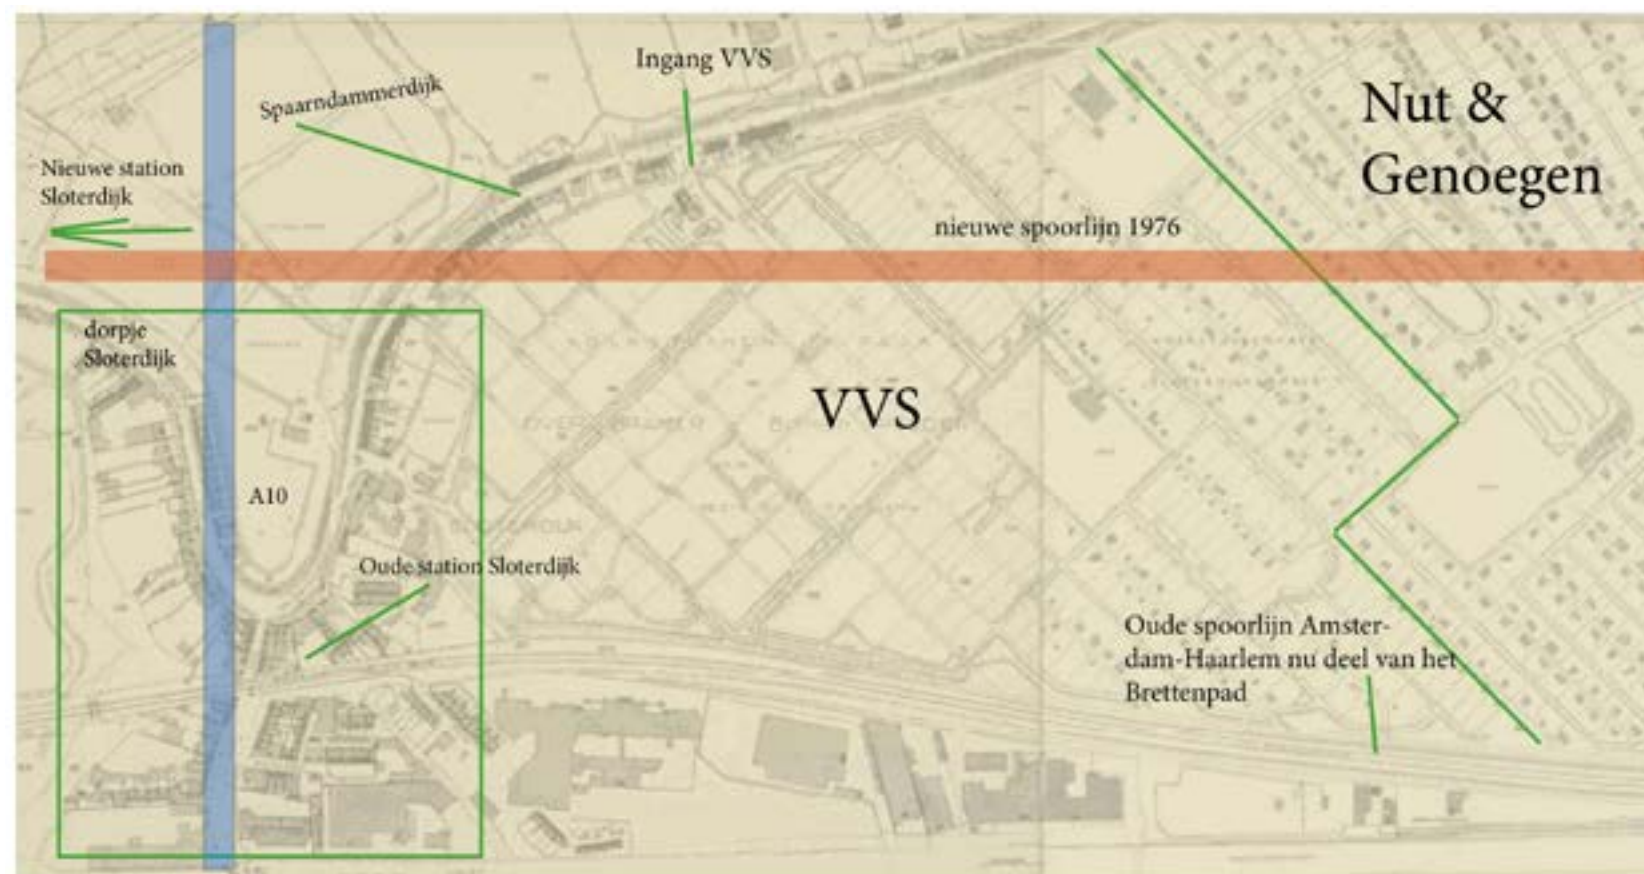 Ingang VVS
Spaarndammerdijk
Nut &
Genoegen
Nieuwe station
Sloterdijk
nieuwe spoorlijn 1976
dorpje
Sloterdijk
VVS
A10
Oude station Sloterdijk
Oude spoorlijn Amster-
dam-Haarlem nu deel van het
Brettenpad